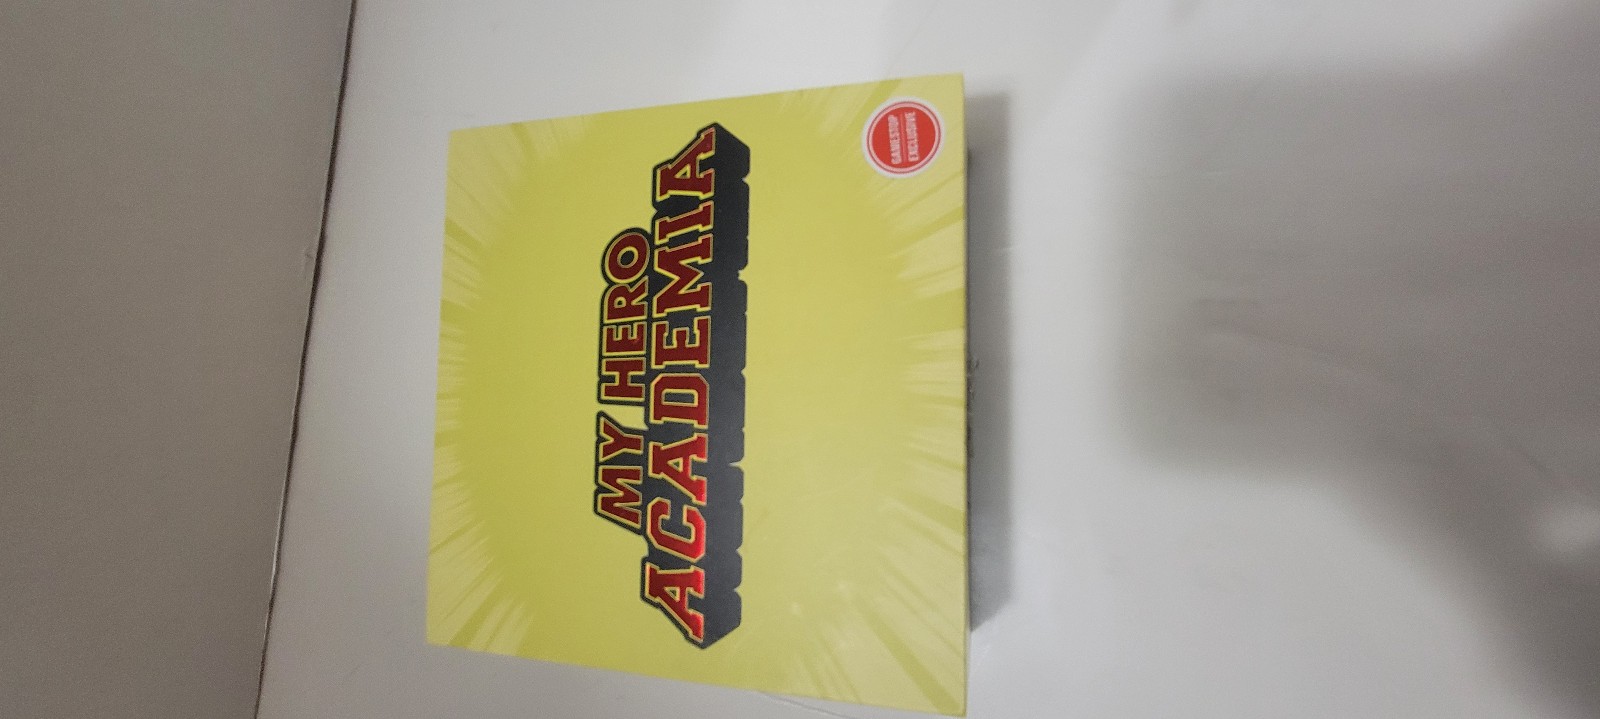 MY HERO
ACADEMIA
GAMESTOP
EXCLUSIVE